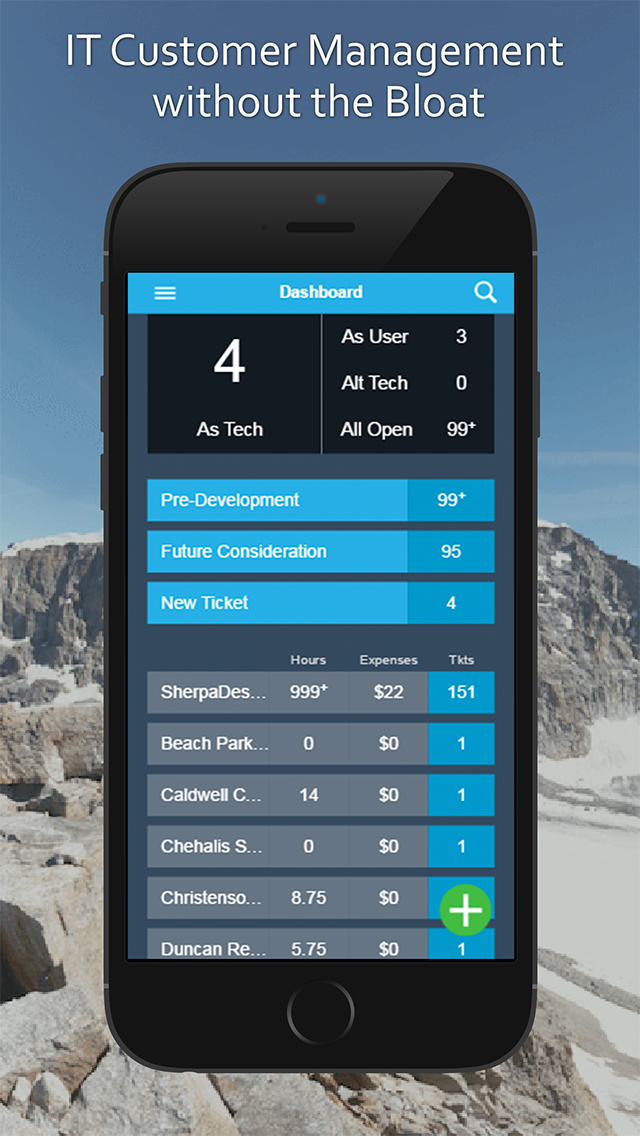 IT Customer Management
without the Bloat
Dashboard
4
As Tech
As User 3
Alt Tech 0
All Open 99+
Pre-Development 99+
Future Consideration 95
New Ticket 4
Hours Expenses Tkts
SherpaDes... 999+ $22 151
Beach Park... 0 $0 1
Caldwell C... 14 $0 1
Chehalis S... 0 $0 1
Christenso... 8.75 $0
Duncan Re... 5.75 $0 1